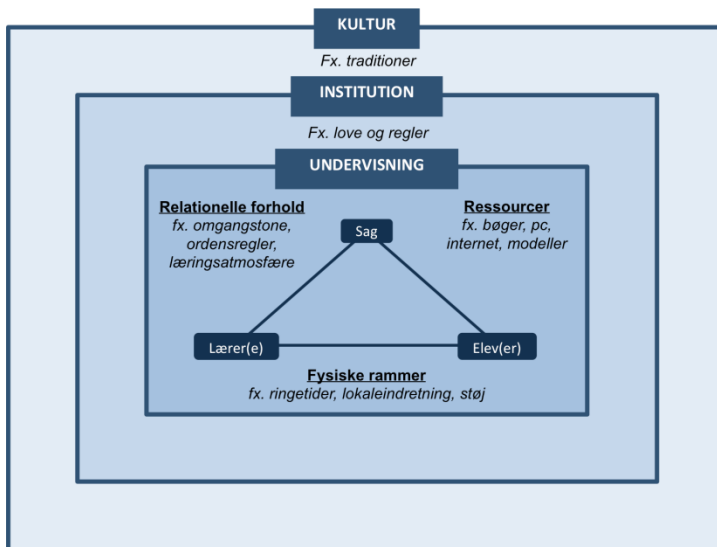 KULTUR
Fx. traditioner
INSTITUTION
Fx. love og regler
UNDERVISNING
Relationelle forhold
fx. omgangstone,
ordensregler,
læringsatmosfære
Ressourcer
fx. bøger, pc,
internet, modeller
Sag
Lærer(e)
Elev(er)
Fysiske rammer
fx. ringetider, lokaleindretning, støj